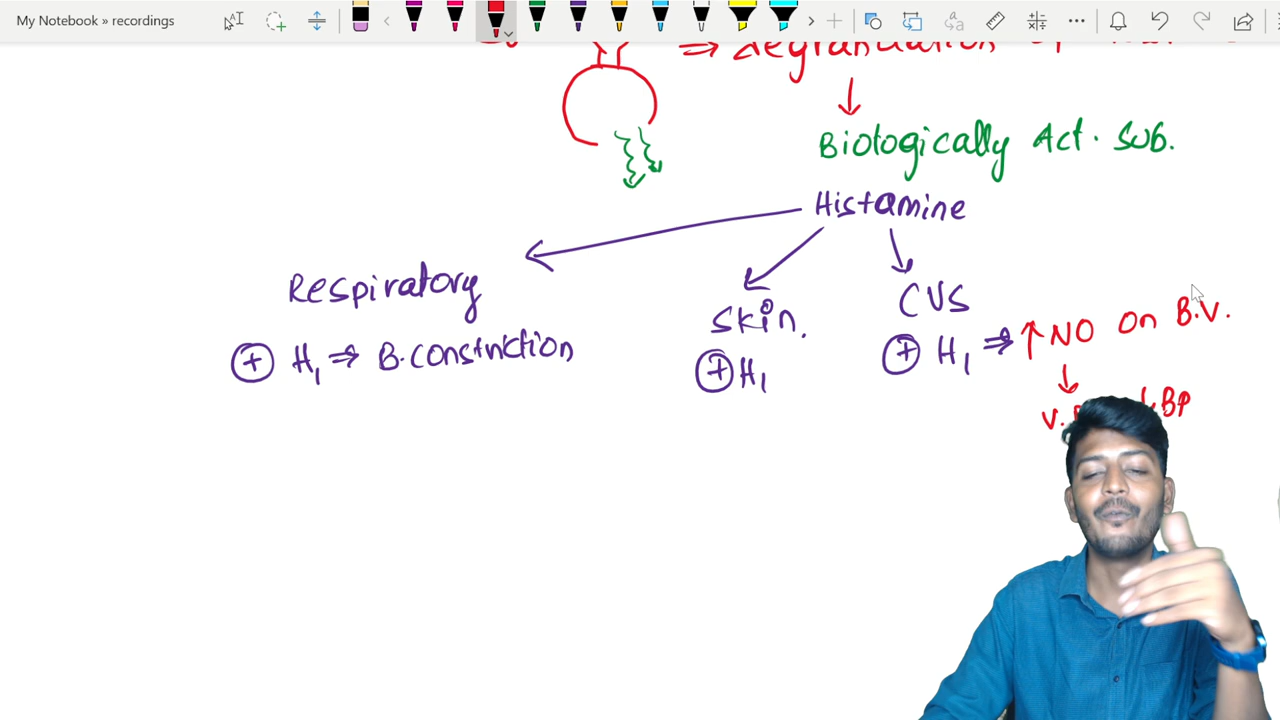 My Notebook » recordings
⇒ degranulation of
Biologically Act. Sub.
Histamine
Respiratory
Skin.
CVS
⊕ H₁ ⇒ B.constriction
⊕ H₁
⊕ H₁ ⇒ ↑ NO on B.V.
V. BP